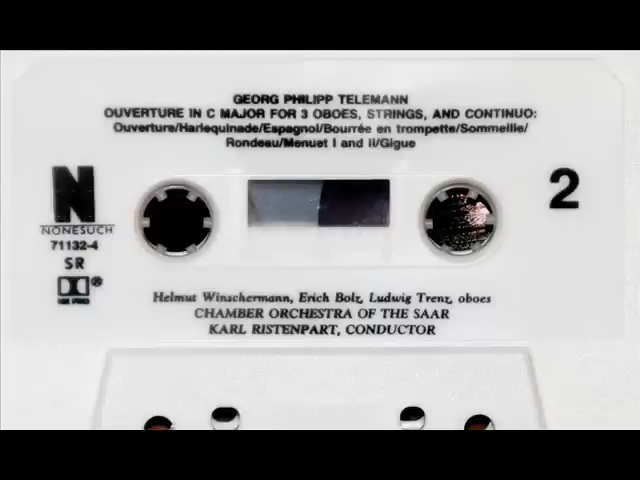 GEORG PHILIPP TELEMANN
OUVERTURE IN C MAJOR FOR 3 OBOES, STRINGS, AND CONTINUO:
Ouverture/Harlequinade/Espagnol/Bourrée en trompette/Sommeille/
Rondeau/Menuet I and II/Gigue
N
NONESUCH
71132-4
SR
2
Helmut Winschermann, Erich Bolz, Ludwig Trenz, oboes
CHAMBER ORCHESTRA OF THE SAAR
KARL RISTENPART, CONDUCTOR